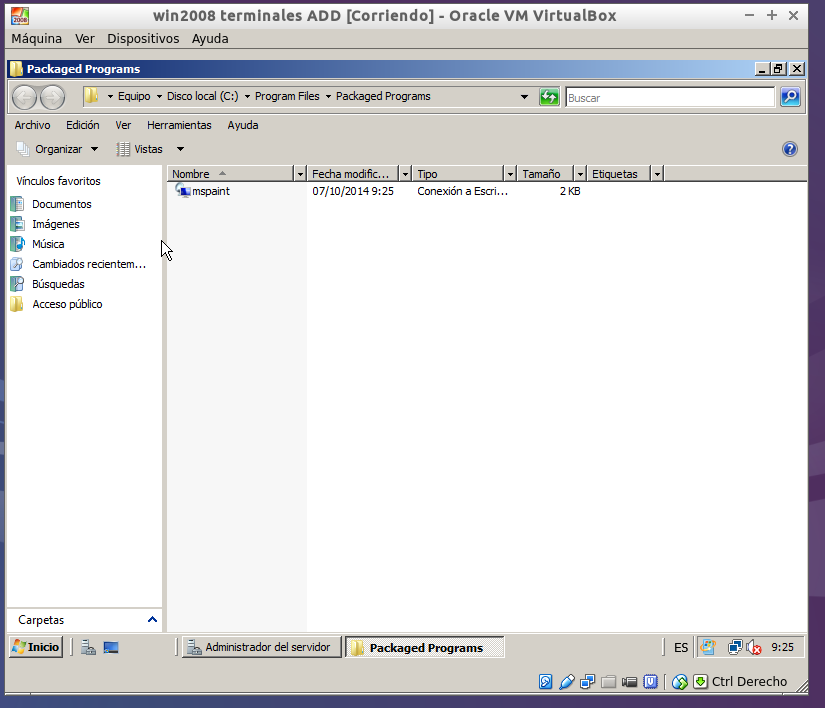 win2008 terminales ADD [Corriendo] - Oracle VM VirtualBox
Máquina Ver Dispositivos Ayuda
Packaged Programs
Equipo Disco local (C:) Program Files Packaged Programs Buscar
Archivo Edición Ver Herramientas Ayuda
Organizar Vistas
Vínculos favoritos
Documentos
Imágenes
Música
Cambiados recientem...
Búsquedas
Acceso público
Nombre Fecha modific... Tipo Tamaño Etiquetas
mspaint 07/10/2014 9:25 Conexión a Escri... 2 KB
Carpetas
Inicio Administrador del servidor Packaged Programs ES 9:25
Ctrl Derecho